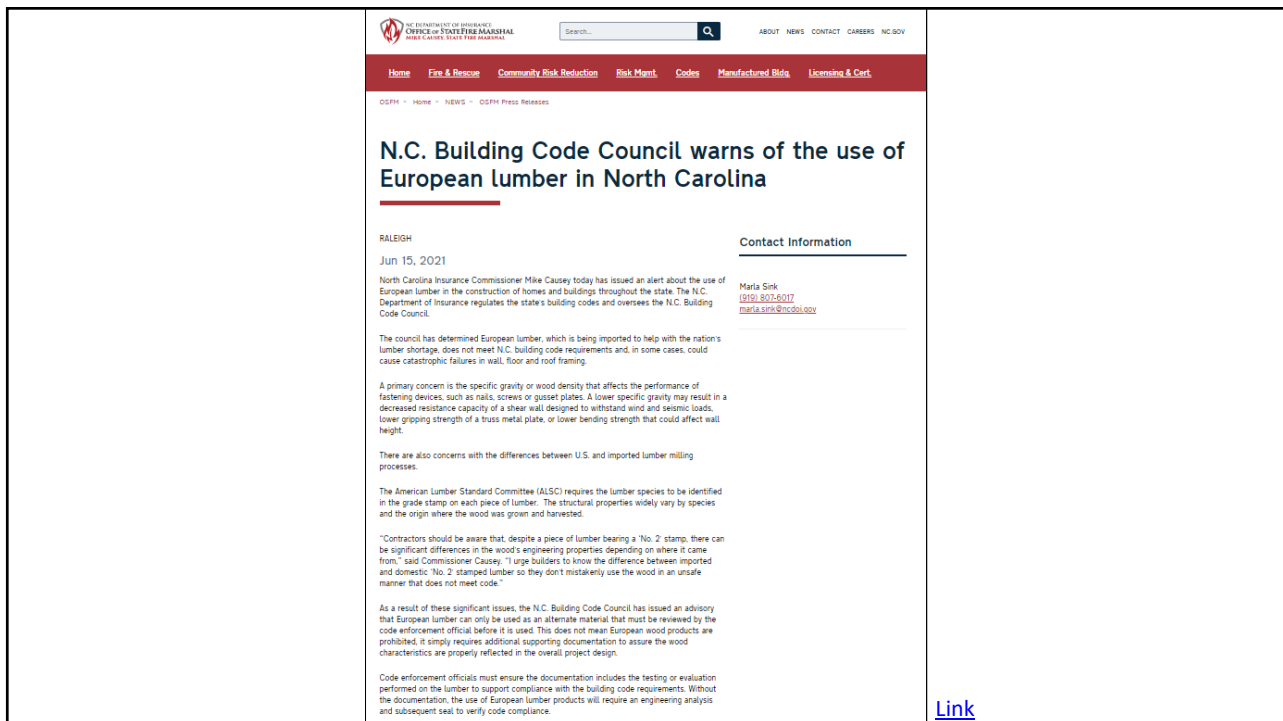 NC DEPARTMENT OF INSURANCE
OFFICE OF STATE FIRE MARSHAL
MIKE CAUSEY, STATE FIRE MARSHAL
Search...
ABOUT NEWS CONTACT CAREERS NC.GOV
Home Fire & Rescue Community Risk Reduction Risk Mgmt. Codes Manufactured Bldg. Licensing & Cert.
OSFM Home NEWS OSFM Press Releases
N.C. Building Code Council warns of the use of
European lumber in North Carolina
RALEIGH
Jun 15, 2021
North Carolina Insurance Commissioner Mike Causey today has issued an alert about the use of
European lumber in the construction of homes and buildings throughout the state. The N.C.
Department of Insurance regulates the state's building codes and oversees the N.C. Building
Code Council.
The council has determined European lumber, which is being imported to help with the nation's
lumber shortage, does not meet N.C. building code requirements and, in some cases, could
cause catastrophic failures in wall, floor and roof framing.
A primary concern is the specific gravity or wood density that affects the performance of
fastening devices, such as nails, screws or gusset plates. A lower specific gravity may result in a
decreased resistance capacity of a shear wall designed to withstand wind and seismic loads,
lower gripping strength of a truss metal plate, or lower bending strength that could affect wall
height.
There are also concerns with the differences between U.S. and imported lumber milling
processes.
The American Lumber Standard Committee (ALSC) requires the lumber species to be identified
in the grade stamp on each piece of lumber. The structural properties widely vary by species
and the origin where the wood was grown and harvested.
"Contractors should be aware that, despite a piece of lumber bearing a 'No. 2' stamp, there can
be significant differences in the wood's engineering properties depending on where it came
from," said Commissioner Causey. "I urge builders to know the difference between imported
and domestic 'No. 2' stamped lumber so they don't mistakenly use the wood in an unsafe
manner that does not meet code."
As a result of these significant issues, the N.C. Building Code Council has issued an advisory
that European lumber can only be used as an alternate material that must be reviewed by the
code enforcement official before it is used. This does not mean European wood products are
prohibited, it simply requires additional supporting documentation to assure the wood
characteristics are properly reflected in the overall project design.
Code enforcement officials must ensure the documentation includes the testing or evaluation
performed on the lumber to support compliance with the building code requirements. Without
the documentation, the use of European lumber products will require an engineering analysis
and subsequent seal to verify code compliance.
Contact Information
Marla Sink
(919) 807-6017
marla.sink@ncdoi.gov
Link